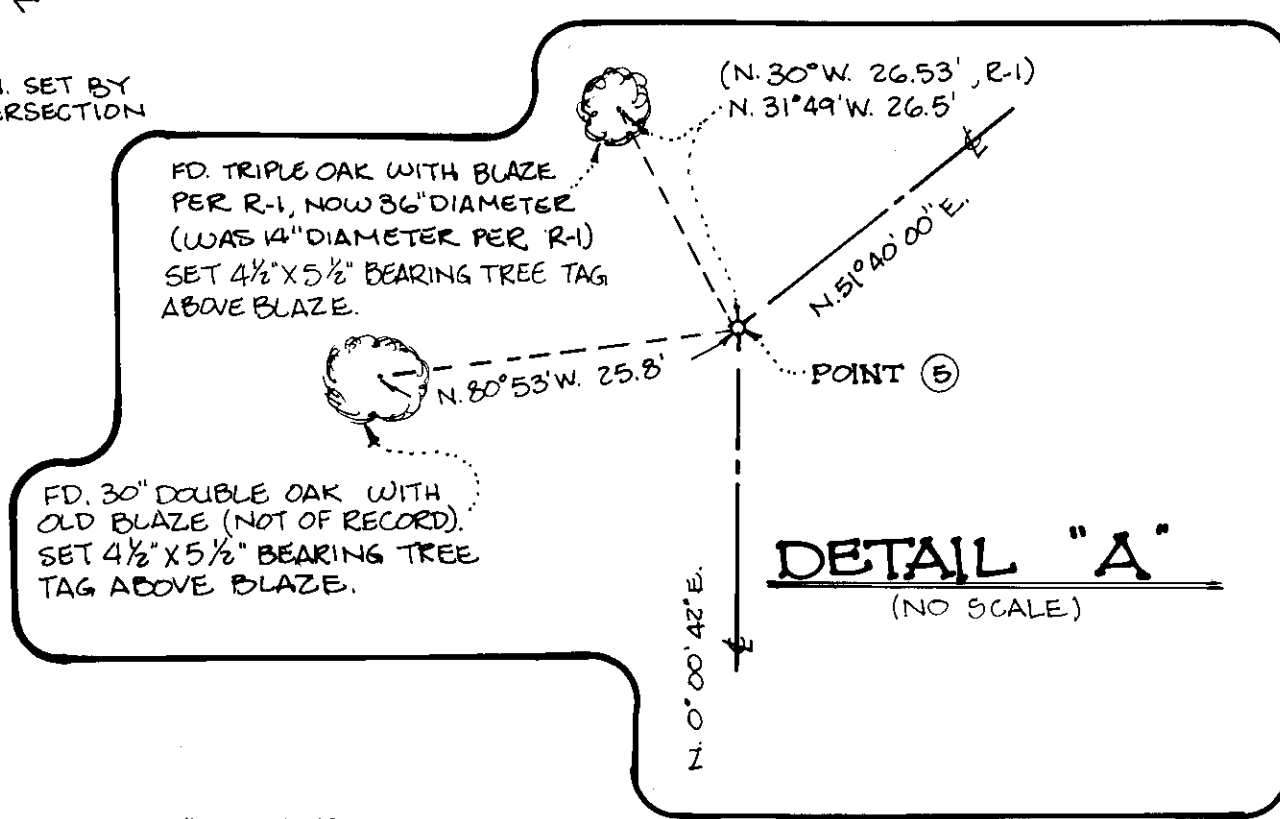 SET BY
ERSECTION
(N. 30° W. 26.53', R-1)
N. 31°49' W. 26.5'
FD. TRIPLE OAK WITH BLAZE
PER R-1, NOW 36" DIAMETER
(WAS 14" DIAMETER PER R-1)
SET 4½" X 5½" BEARING TREE TAG
ABOVE BLAZE.
N. 51° 40' 00" E.
N. 80° 53' W. 25.8'
POINT 5
FD. 30" DOUBLE OAK WITH
OLD BLAZE (NOT OF RECORD).
SET 4½" X 5½" BEARING TREE
TAG ABOVE BLAZE.
N. 0° 00' 42" E.
DETAIL "A"
(NO SCALE)